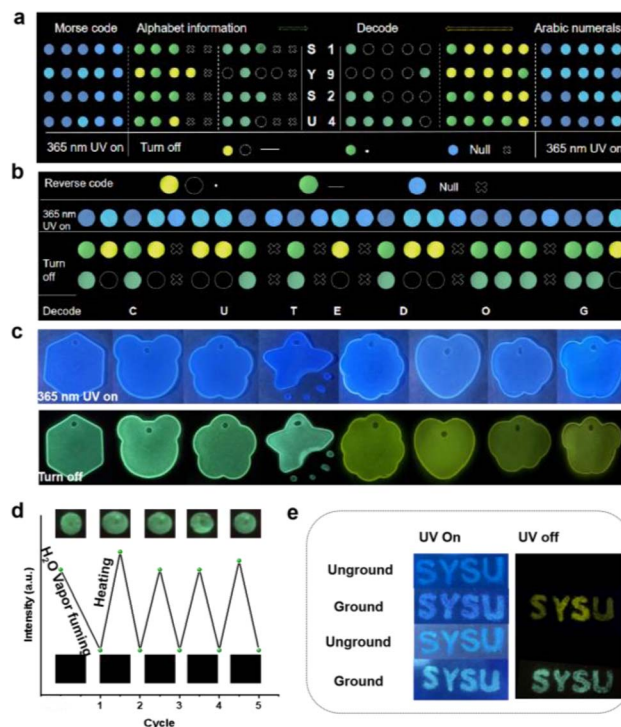 a
Morse code
Alphabet information
Decode
Arabic numerals
S 1
Y 9
S 2
U 4
365 nm UV on
Turn off
Null
365 nm UV on
b
Reverse code
Null
365 nm
UV on
Turn
off
Decode
C
U
T
E
D
O
G
c
365 nm UV on
Turn off
d
Intensity (a.u.)
H₂O Vapor fuming
Heating
1
2
3
4
5
Cycle
e
UV On
UV off
Unground
SYSU
Ground
SYSU
SYSU
Unground
SYSU
Ground
SYSU
SYSU